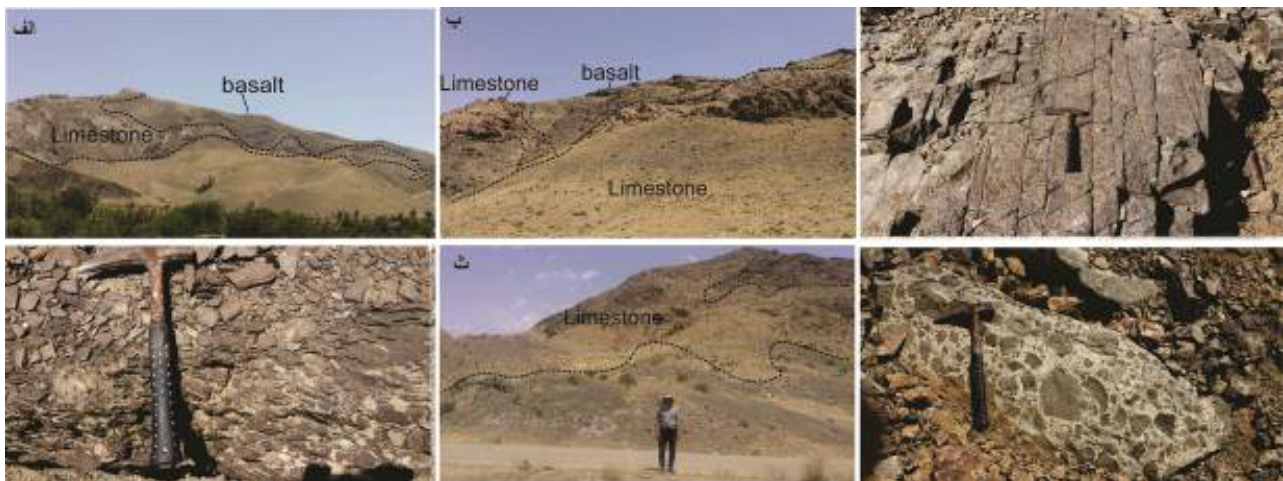 الف
basalt
Limestone
ب
Limestone
basalt
Limestone
ث
Limestone